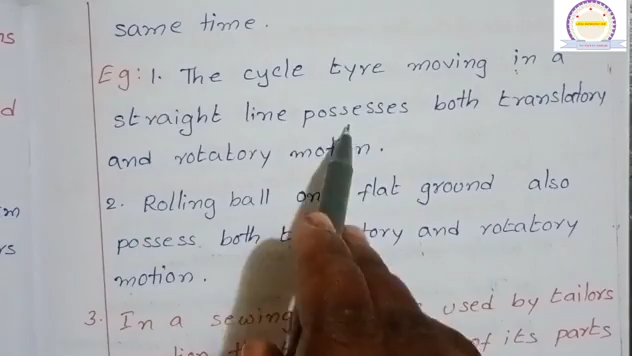 same time.
Eg: 1. The cycle tyre moving in a
straight line possesses both translatory
and rotatory motion.
2. Rolling ball on flat ground also
possess both and rotatory
motion.
3. In a sewing used by tailors
of its parts